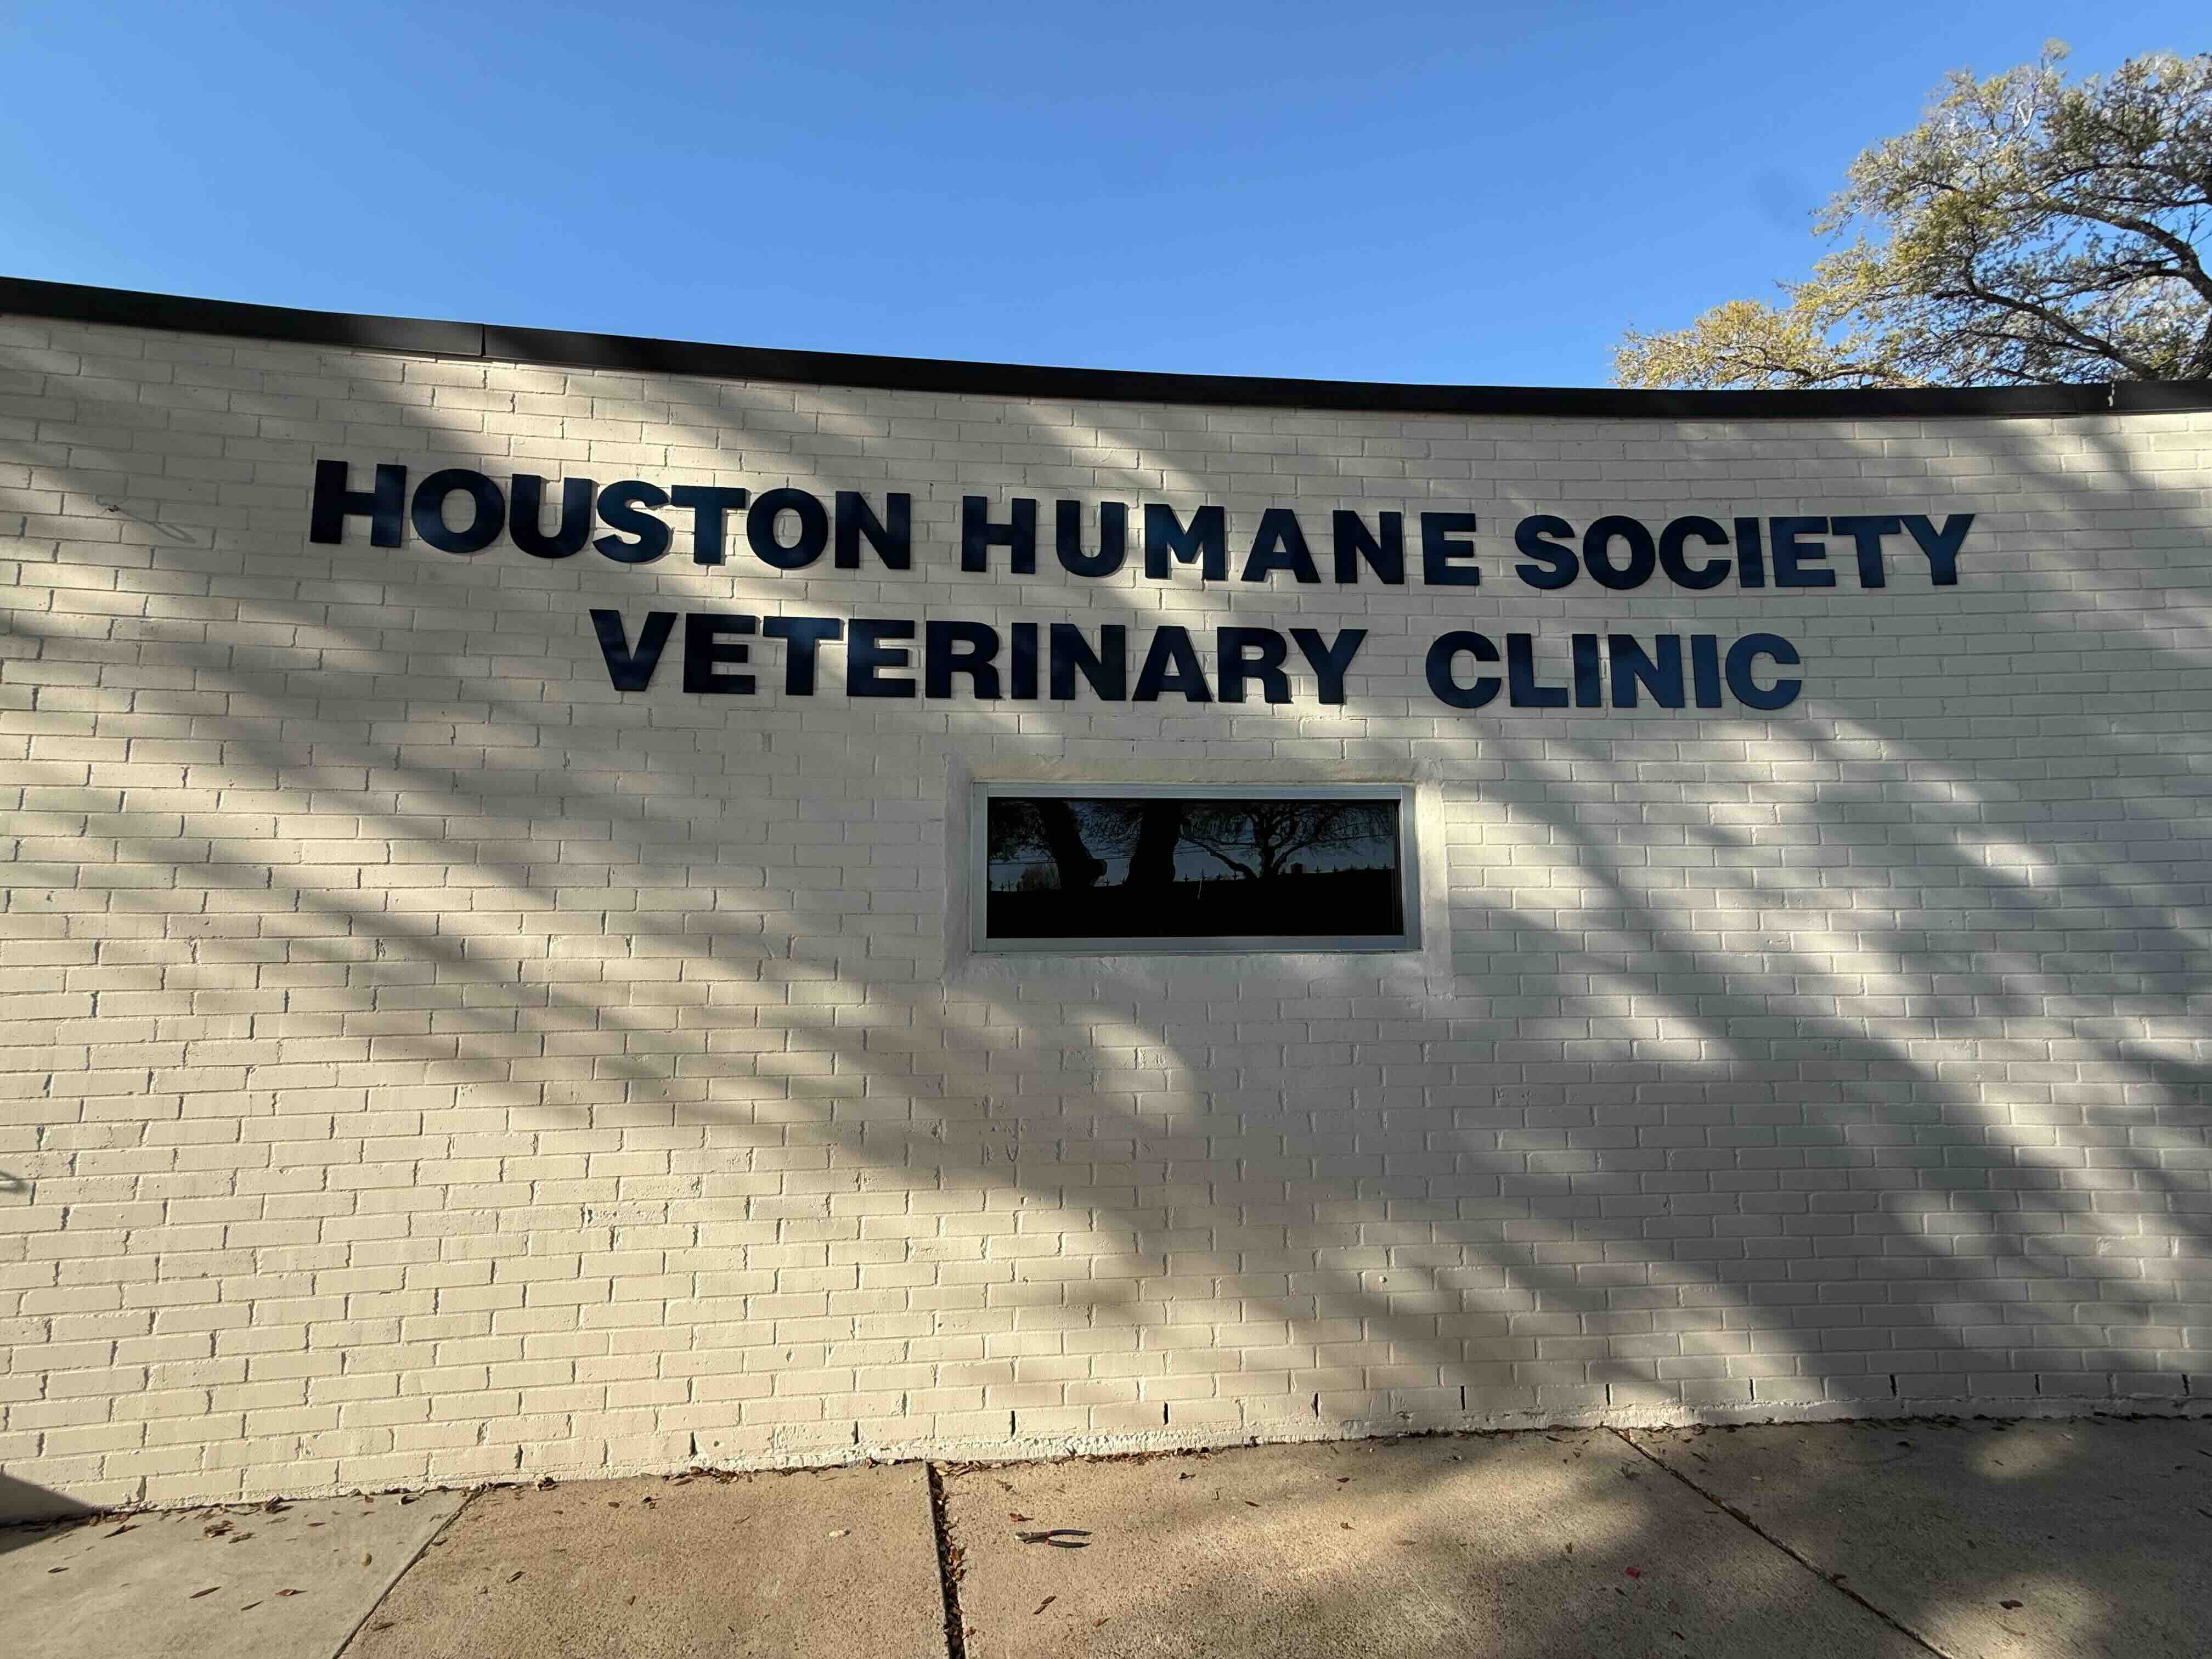 HOUSTON HUMANE SOCIETY
VETERINARY CLINIC